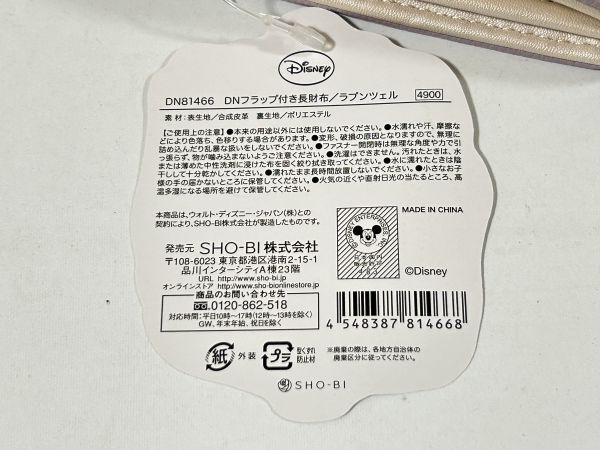 Disney
DN81466 DNフラップ付き長財布/ラプンツェル 4900
素 材:表生地/合成皮革 裏生地/ポリエステル
【ご使用上の注意】●本来の用途以外には使用しないでください。●水濡れや汗、摩擦な
どにより色落ち、色移りする場合があります。●変形、破損の原因となりますので、無理に
詰め込んだり乱暴な扱いをしないでください。●ファスナー開閉時は無理な角度や力で引
っ張らず、物が噛み込まないようご注意ください。●洗濯はできません。汚れたときは、水
または薄めた中性洗剤に浸けた布を固く絞り拭き取ってください。●水に濡れたときは陰
干しして十分乾かしてください。●濡れたまま長時間放置しないでください。●小さなお子
様の手の届かないところに保管してください。●火気の近くや直射日光の当たるところ、高
温多湿になる場所を避けて保管してください。
本商品は、ウォルト・ディズニー・ジャパン(株)との
契約により、SHO-BI(株)が製造したものです。
MADE IN CHINA
発売元 SHO-BI株式会社
〒108-6023 東京都港区港南2-15-1
品川インターシティA棟23階
URL http://www.sho-bi.jp
オンラインストア http://www.sho-bionlinestore.jp
©Disney
商品のお問い合わせ先
0120-862-518
対応時間:平日10時〜17時(12時〜13時を除く)
GW、年末年始、祝日を除く
4 548387 814668
紙 外装 プラ 型くずれ
防止材
※廃棄の際は、各地方自治体の
廃棄区分に従ってください。
SHO-BI